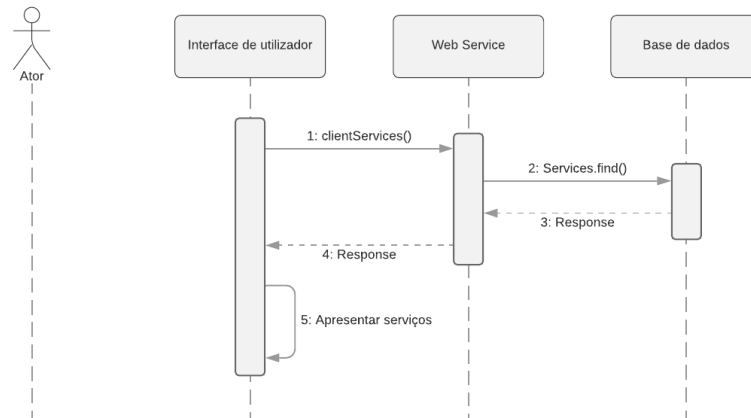 Interface de utilizador
Web Service
Base de dados
Ator
1: clientServices()
2: Services.find()
3: Response
4: Response
5: Apresentar serviços